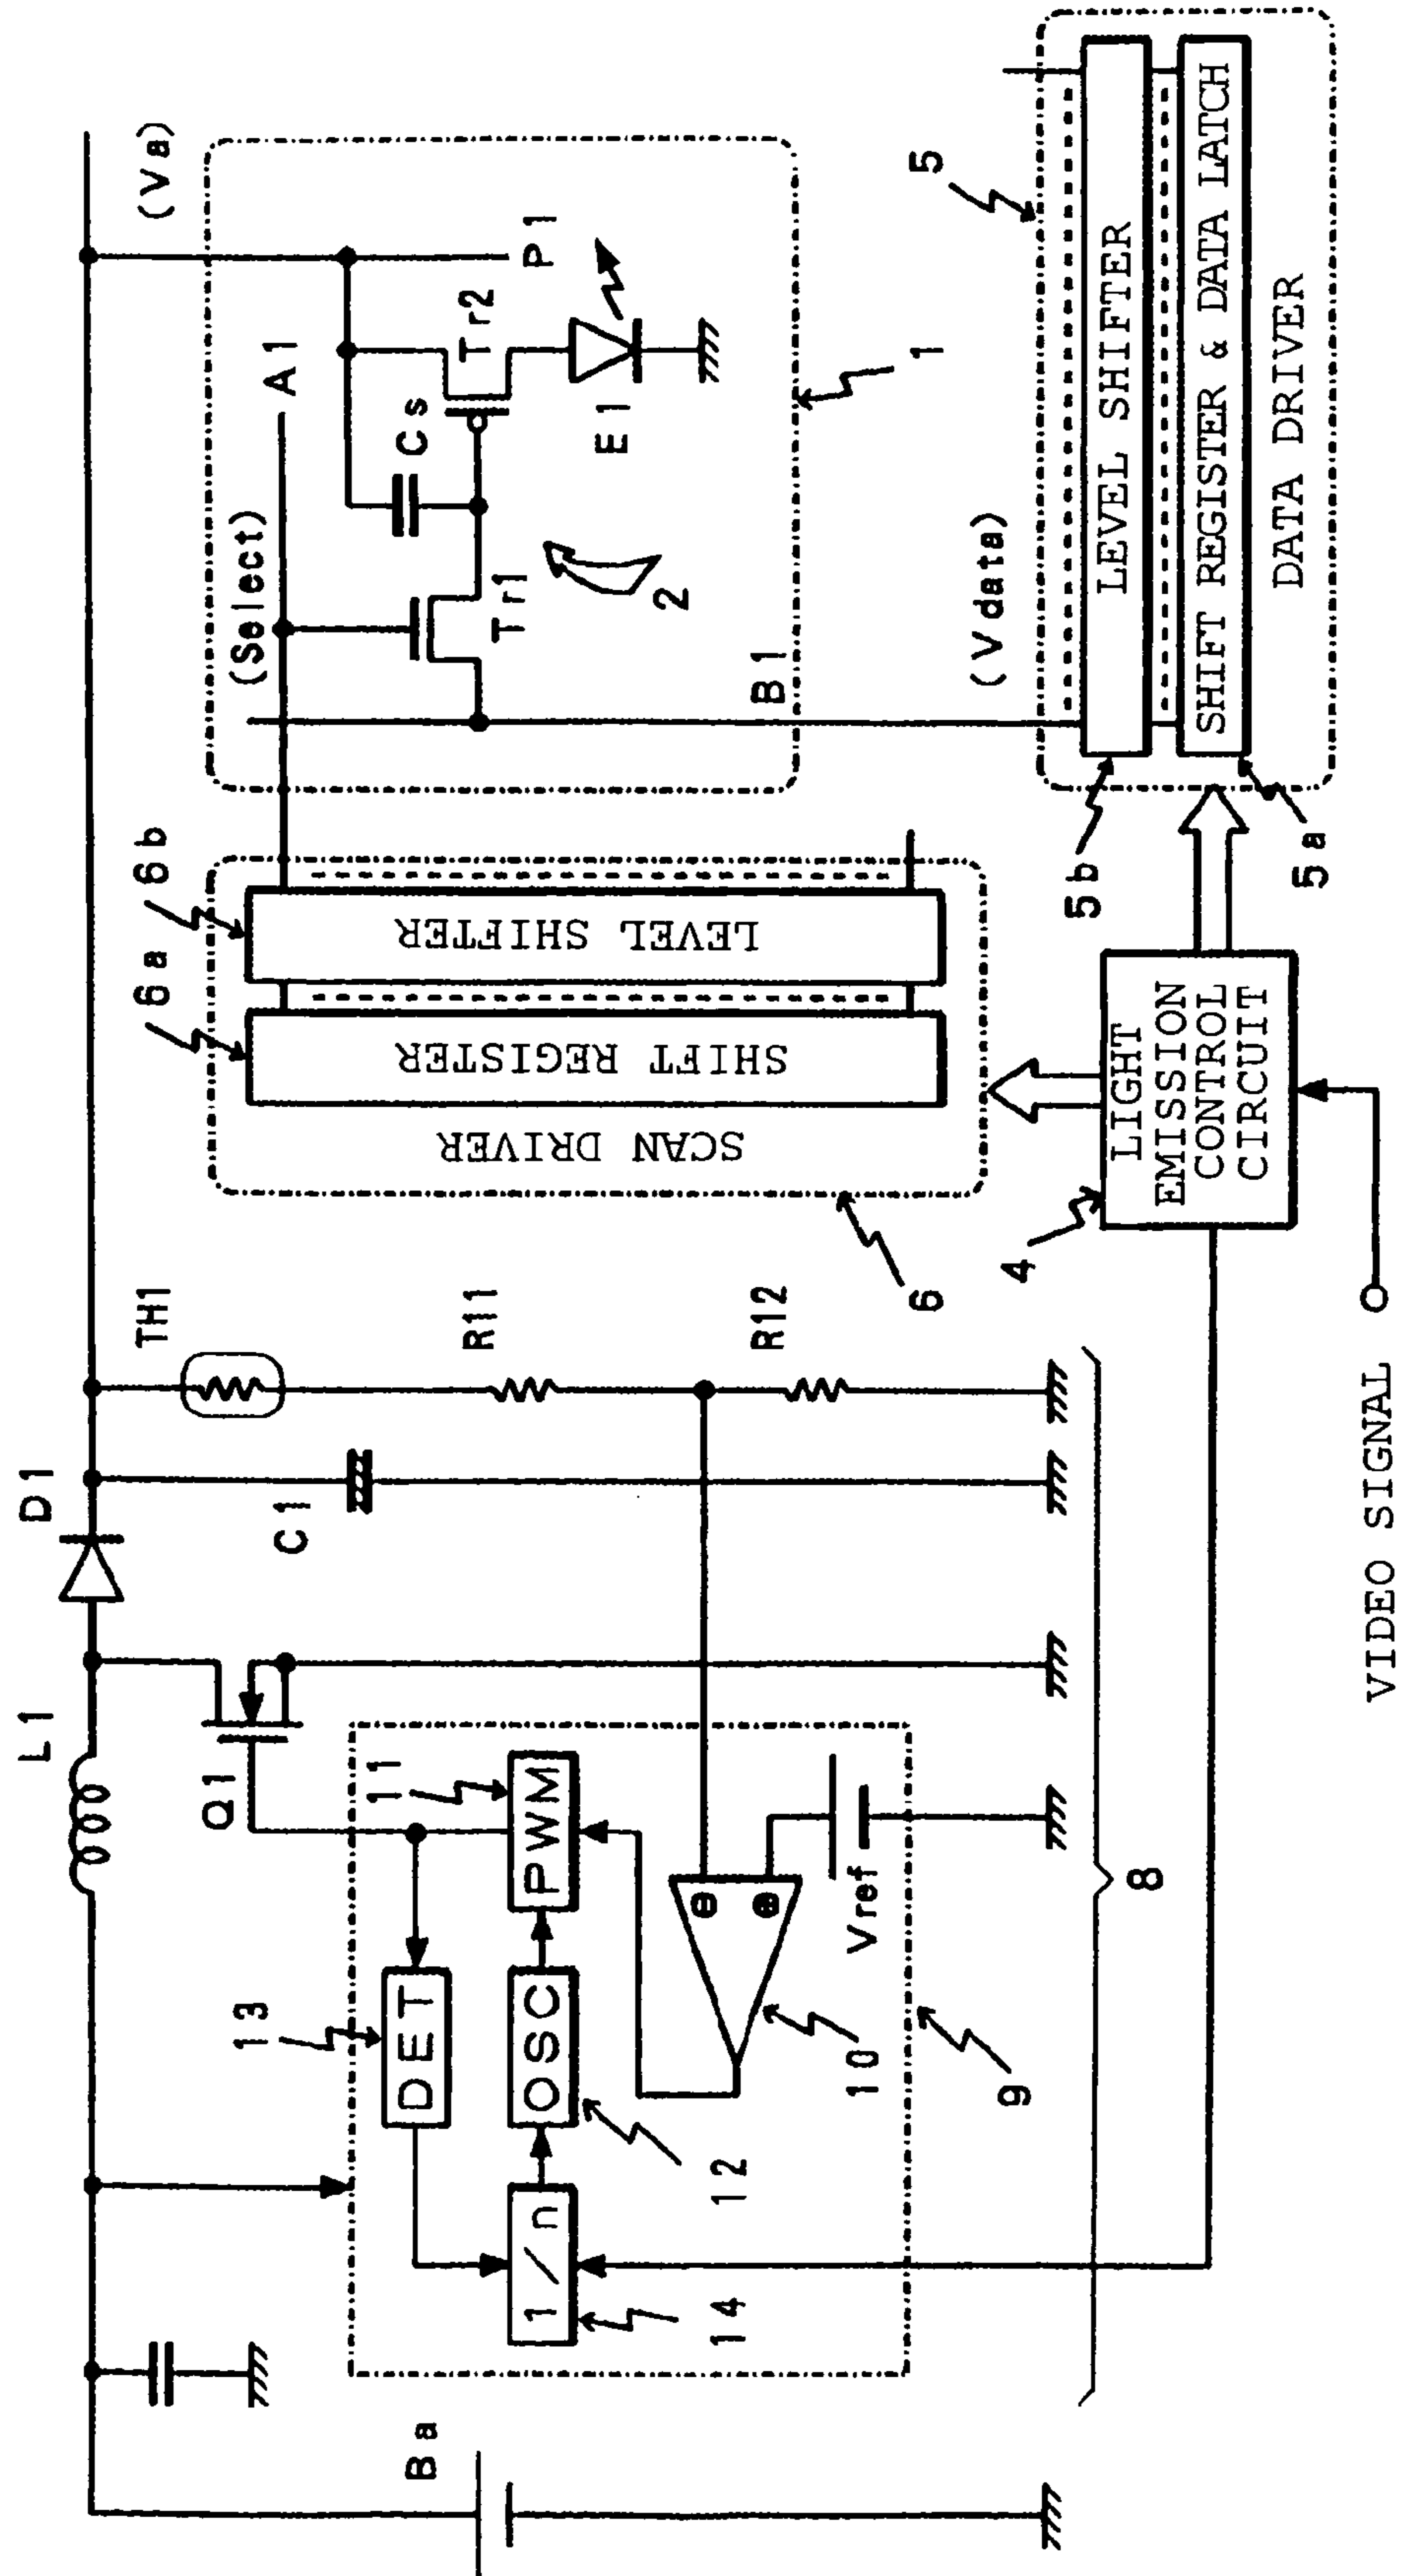 L1
D1
(Va)
Q1
C1
TH1
R11
R12
6a
6b
SHIFT REGISTER
LEVEL SHIFTER
SCAN DRIVER
6
(Select)
A1
Tr1
Cs
Tr2
P1
E1
2
B1
1
(Vdata)
5
LEVEL SHIFTER
SHIFT REGISTER & DATA LATCH
DATA DRIVER
5b
5a
4
LIGHT
EMISSION
CONTROL
CIRCUIT
VIDEO SIGNAL
Ba
13
DET
11
PWM
OSC
12
1/n
14
⊖
⊕
Vref
10
9
8